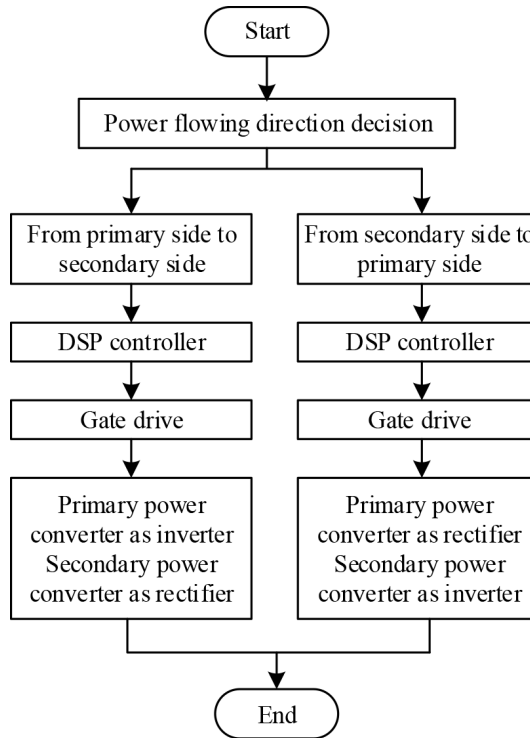 Start
Power flowing direction decision
From primary side to
secondary side
From secondary side to
primary side
DSP controller
DSP controller
Gate drive
Gate drive
Primary power
converter as inverter
Secondary power
converter as rectifier
Primary power
converter as rectifier
Secondary power
converter as inverter
End